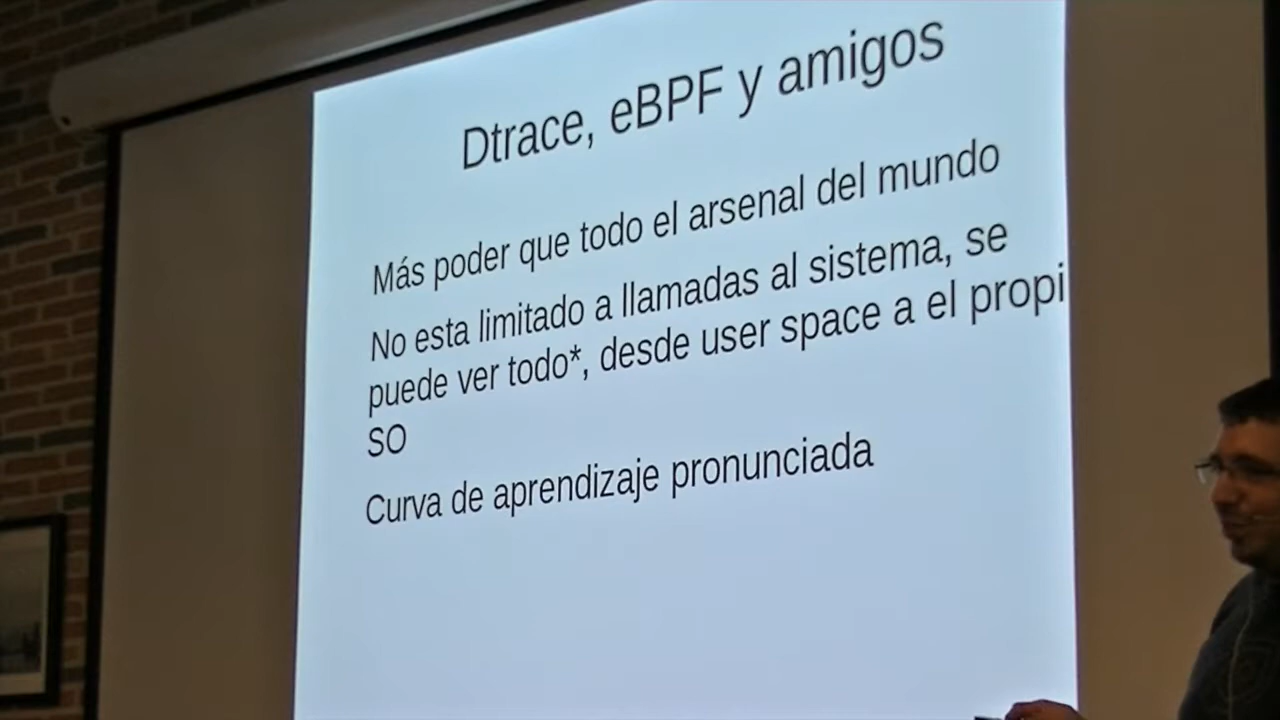 Dtrace, eBPF y amigos
Más poder que todo el arsenal del mundo
No esta limitado a llamadas al sistema, se
puede ver todo*, desde user space a el propi
SO
Curva de aprendizaje pronunciada